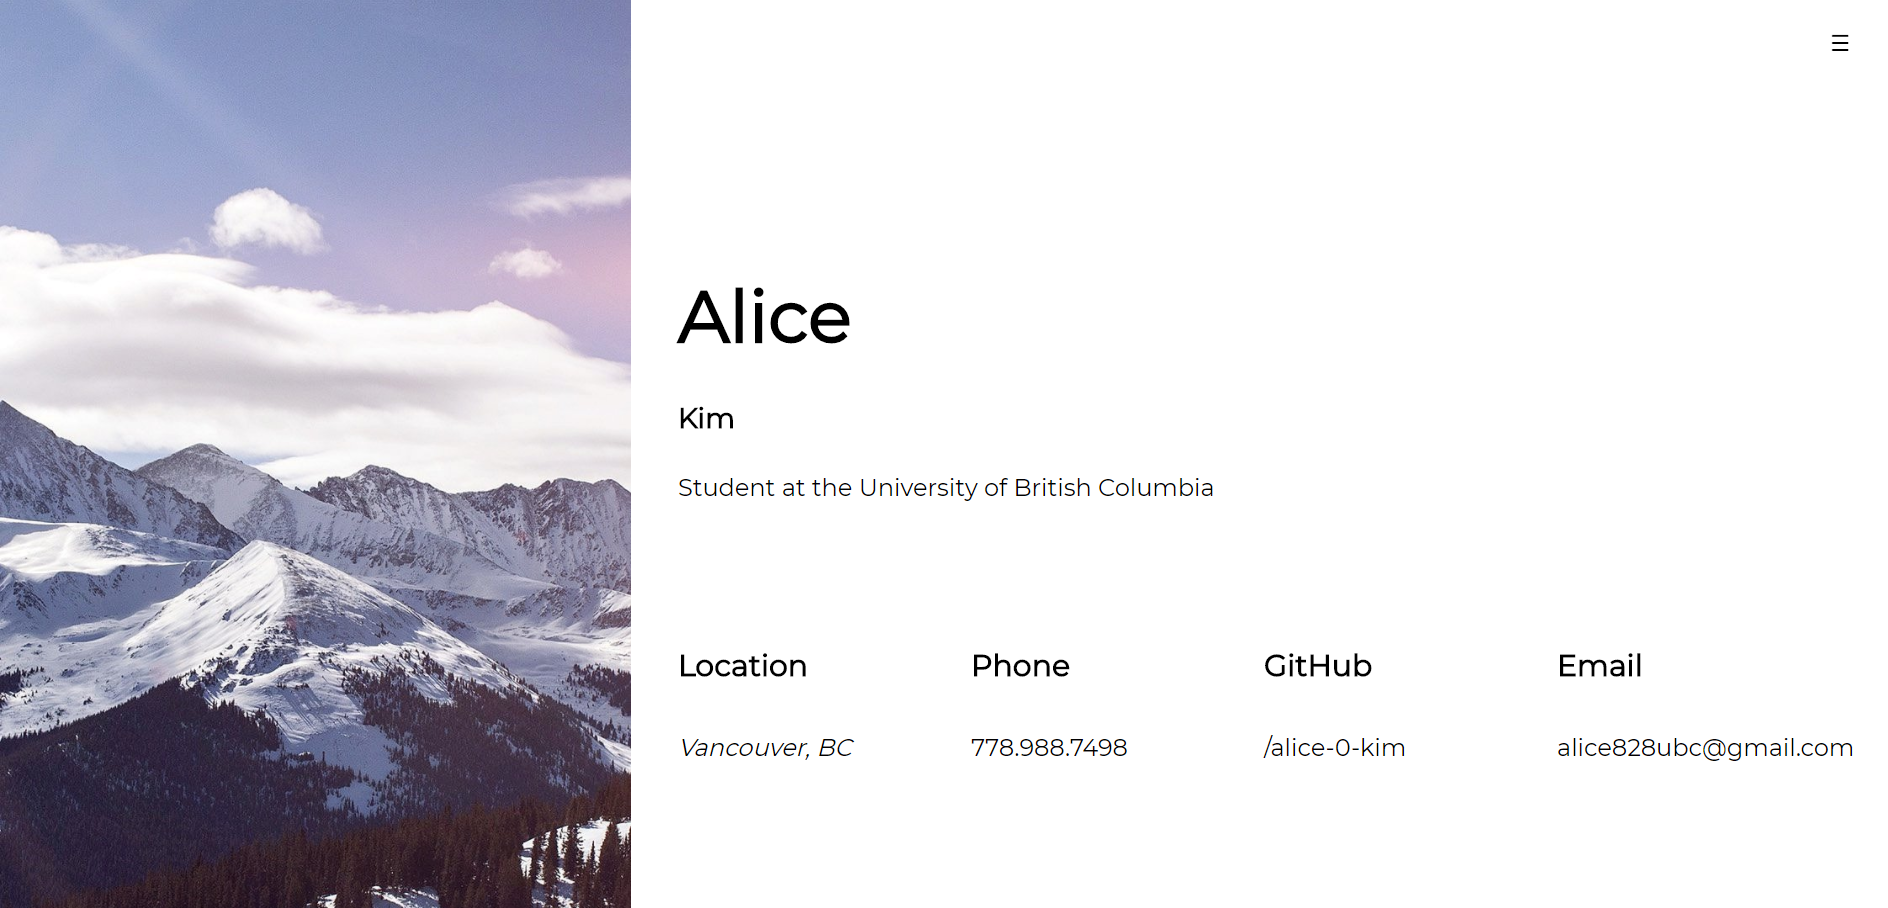 ☰
Alice
Kim
Student at the University of British Columbia
Location Phone GitHub Email
Vancouver, BC 778.988.7498 /alice-0-kim alice828ubc@gmail.com